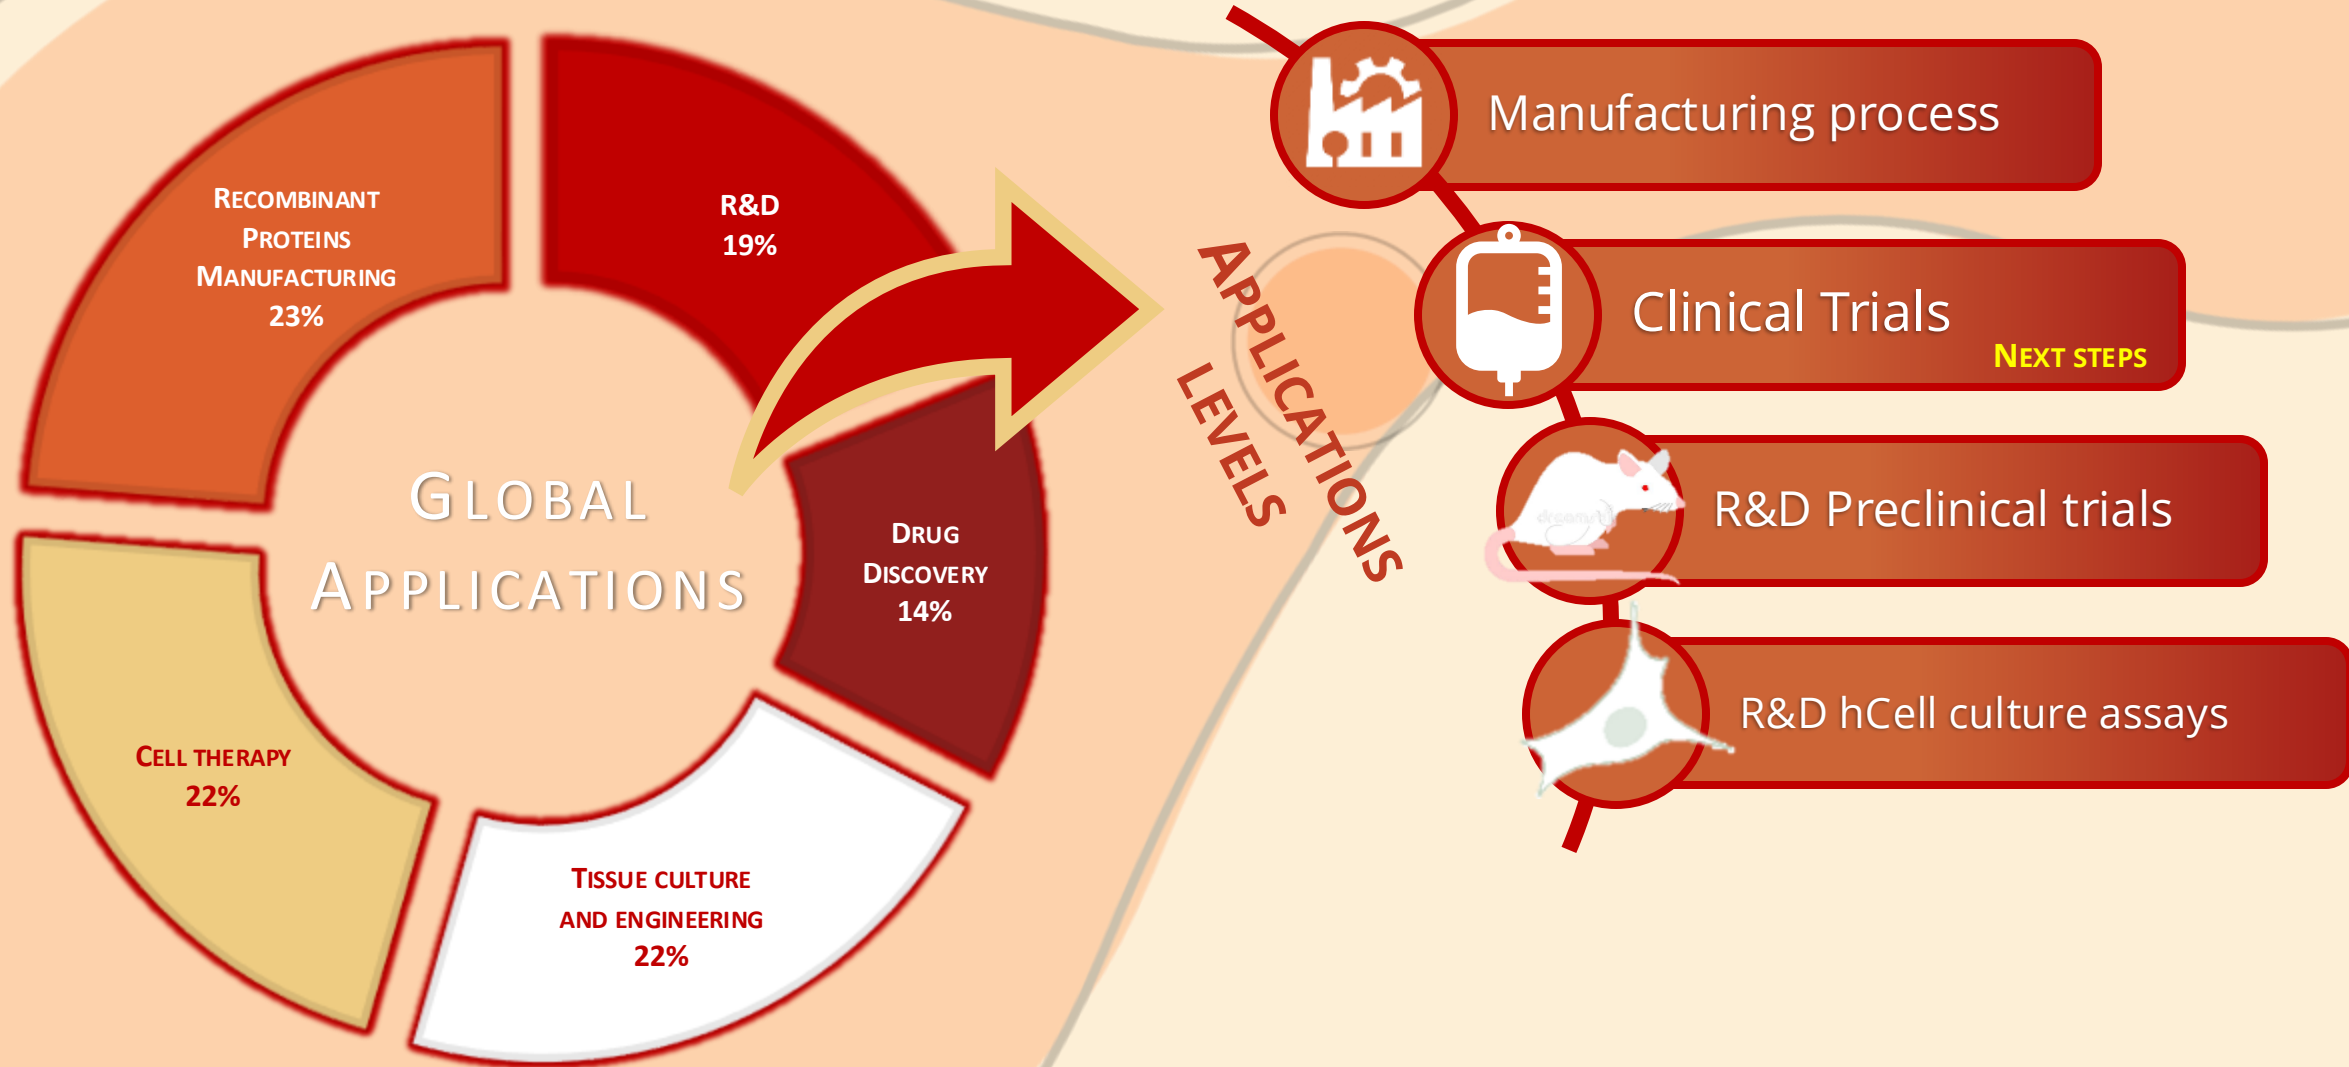 RECOMBINANT
PROTEINS
MANUFACTURING
23%
R&D
19%
DRUG
DISCOVERY
14%
TISSUE CULTURE
AND ENGINEERING
22%
CELL THERAPY
22%
GLOBAL
APPLICATIONS
APPLICATIONS
LEVELS
Manufacturing process
Clinical Trials
NEXT STEPS
R&D Preclinical trials
R&D hCell culture assays